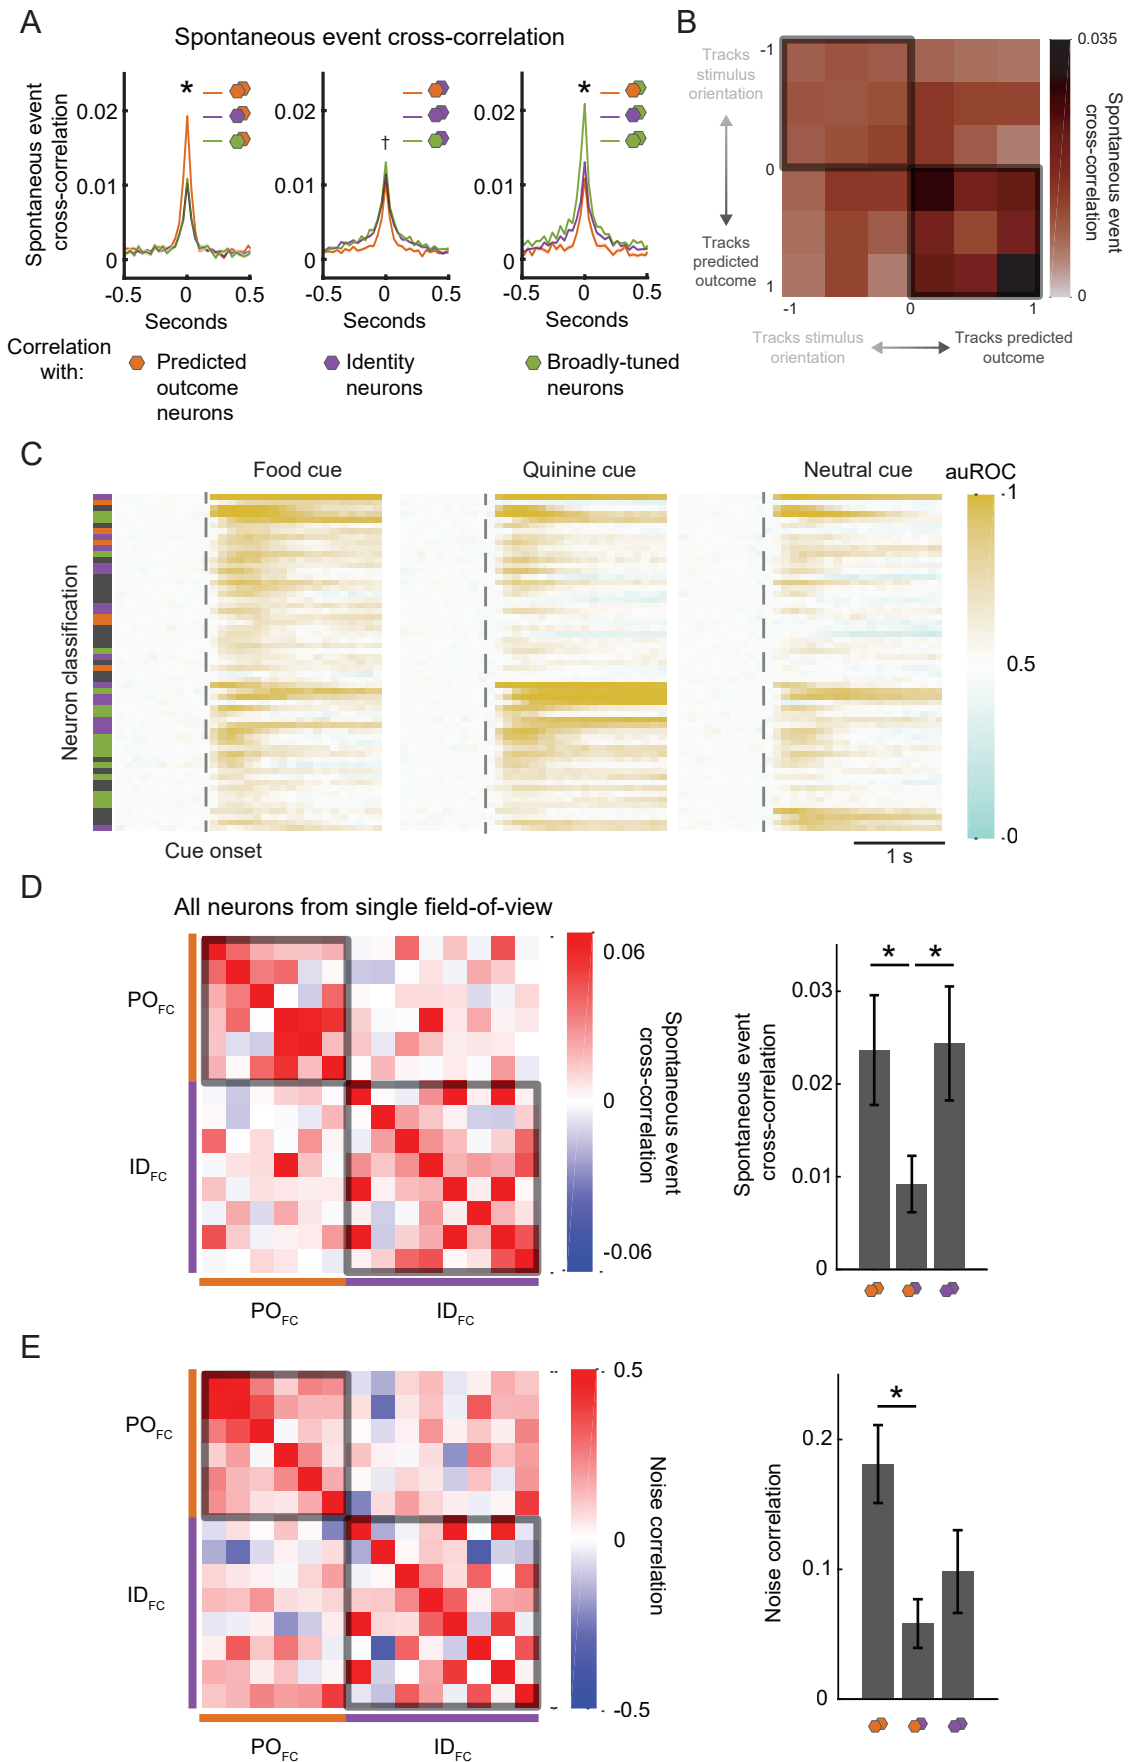 A
Spontaneous event cross-correlation
Spontaneous event
cross-correlation
0.02
0.01
0
*
-0.5
0
0.5
Seconds
0.02
0.01
0
†
-0.5
0
0.5
Seconds
0.02
0.01
0
*
-0.5
0
0.5
Seconds
Correlation
with:
Predicted
outcome
neurons
Identity
neurons
Broadly-tuned
neurons
B
Tracks
stimulus
orientation
Tracks
predicted
outcome
-1
0
1
-1
0
1
Tracks stimulus
orientation
Tracks predicted
outcome
0.035
0
Spontaneous event
cross-correlation
C
Food cue
Quinine cue
Neutral cue
auROC
1
0.5
0
Neuron classification
Cue onset
1 s
D
All neurons from single field-of-view
POFC
IDFC
POFC
IDFC
0.06
0
-0.06
Spontaneous event
cross-correlation
Spontaneous event
cross-correlation
0.03
0.02
0.01
0
*
*
E
POFC
IDFC
POFC
IDFC
0.5
0
-0.5
Noise correlation
Noise correlation
0.2
0.1
0
*